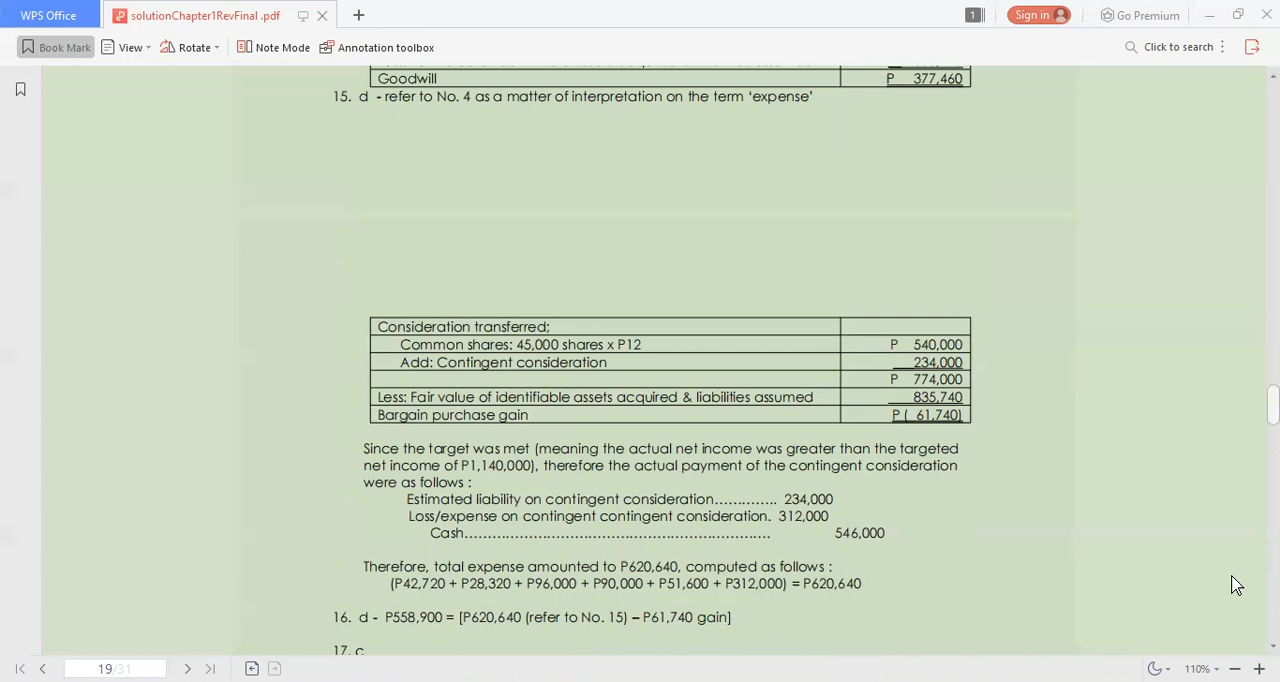 WPS Office
solutionChapter1RevFinal .pdf
1
Sign in
Go Premium
Book Mark
View
Rotate
Note Mode
Annotation toolbox
Click to search
Goodwill P 377,460
15. d - refer to No. 4 as a matter of interpretation on the term ‘expense’
Consideration transferred;
Common shares: 45,000 shares x P12 P 540,000
Add: Contingent consideration 234,000
P 774,000
Less: Fair value of identifiable assets acquired & liabilities assumed 835,740
Bargain purchase gain P ( 61,740)
Since the target was met (meaning the actual net income was greater than the targeted
net income of P1,140,000), therefore the actual payment of the contingent consideration
were as follows :
Estimated liability on contingent consideration………….. 234,000
Loss/expense on contingent contingent consideration. 312,000
Cash……………………………………………………………. 546,000
Therefore, total expense amounted to P620,640, computed as follows :
(P42,720 + P28,320 + P96,000 + P90,000 + P51,600 + P312,000) = P620,640
16. d - P558,900 = [P620,640 (refer to No. 15) – P61,740 gain]
17. c
19/31
110%